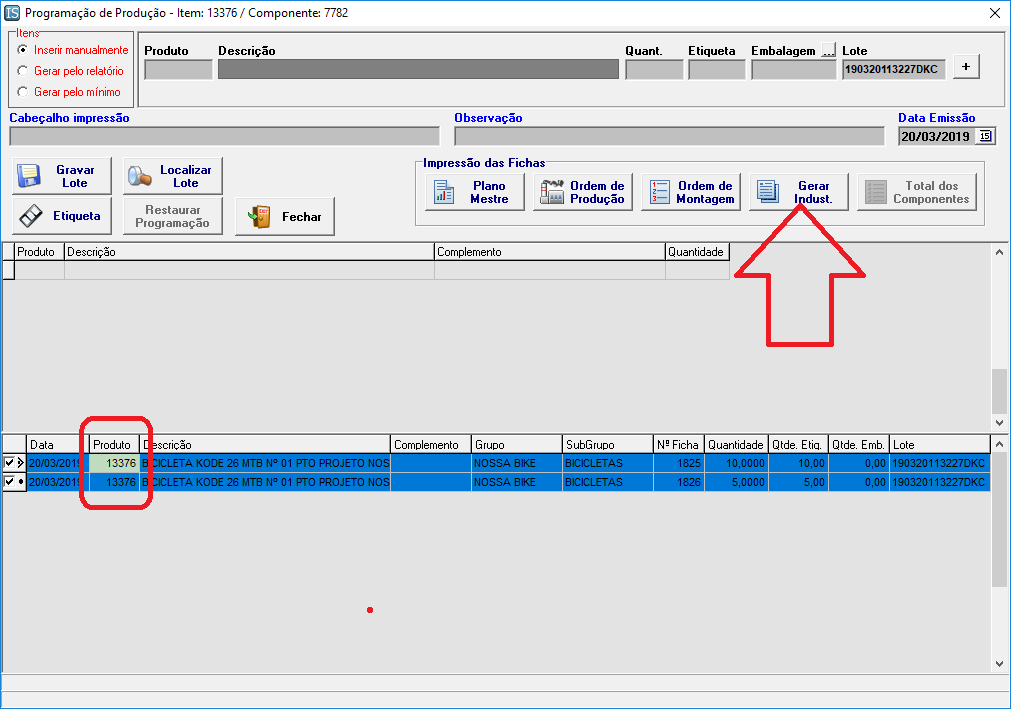 IS Programação de Produção - Item: 13376 / Componente: 7782
Itens
Inserir manualmente
Gerar pelo relatório
Gerar pelo mínimo
Produto Descrição Quant. Etiqueta Embalagem ... Lote
190320113227DKC +
Cabeçalho impressão Observação Data Emissão
20/03/2019 15
Gravar Lote
Localizar Lote
Etiqueta
Restaurar Programação
Fechar
Impressão das Fichas
Plano Mestre
Ordem de Produção
Ordem de Montagem
Gerar Indust.
Total dos Componentes
Produto Descrição Complemento Quantidade
Data Produto Descrição Complemento Grupo SubGrupo Nº Ficha Quantidade Qtde. Etiq. Qtde. Emb. Lote
20/03/2019 13376 BICICLETA KODE 26 MTB Nº 01 PTO PROJETO NOS NOSSA BIKE BICICLETAS 1825 10,0000 10,00 0,00 190320113227DKC
20/03/2019 13376 BICICLETA KODE 26 MTB Nº 01 PTO PROJETO NOS NOSSA BIKE BICICLETAS 1826 5,0000 5,00 0,00 190320113227DKC